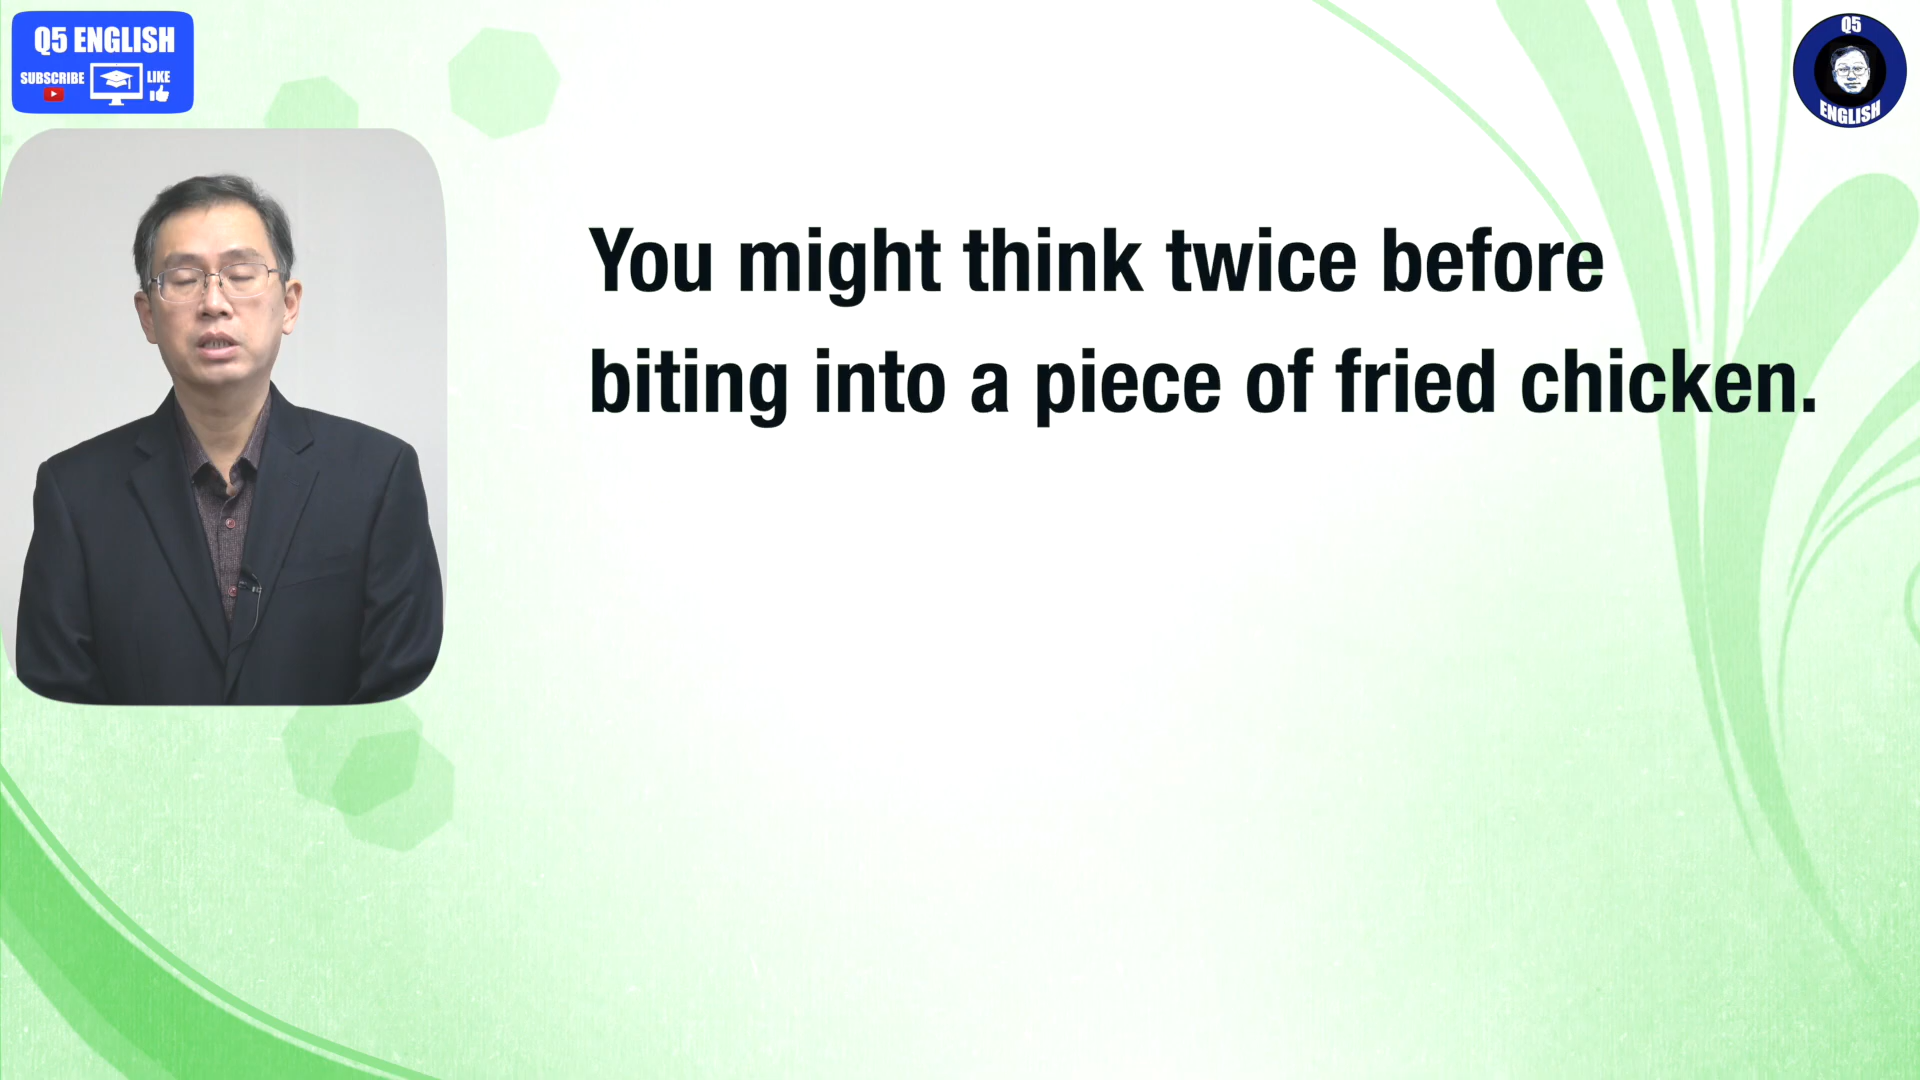 Q5 ENGLISH
SUBSCRIBE LIKE
Q5
ENGLISH
You might think twice before
biting into a piece of fried chicken.